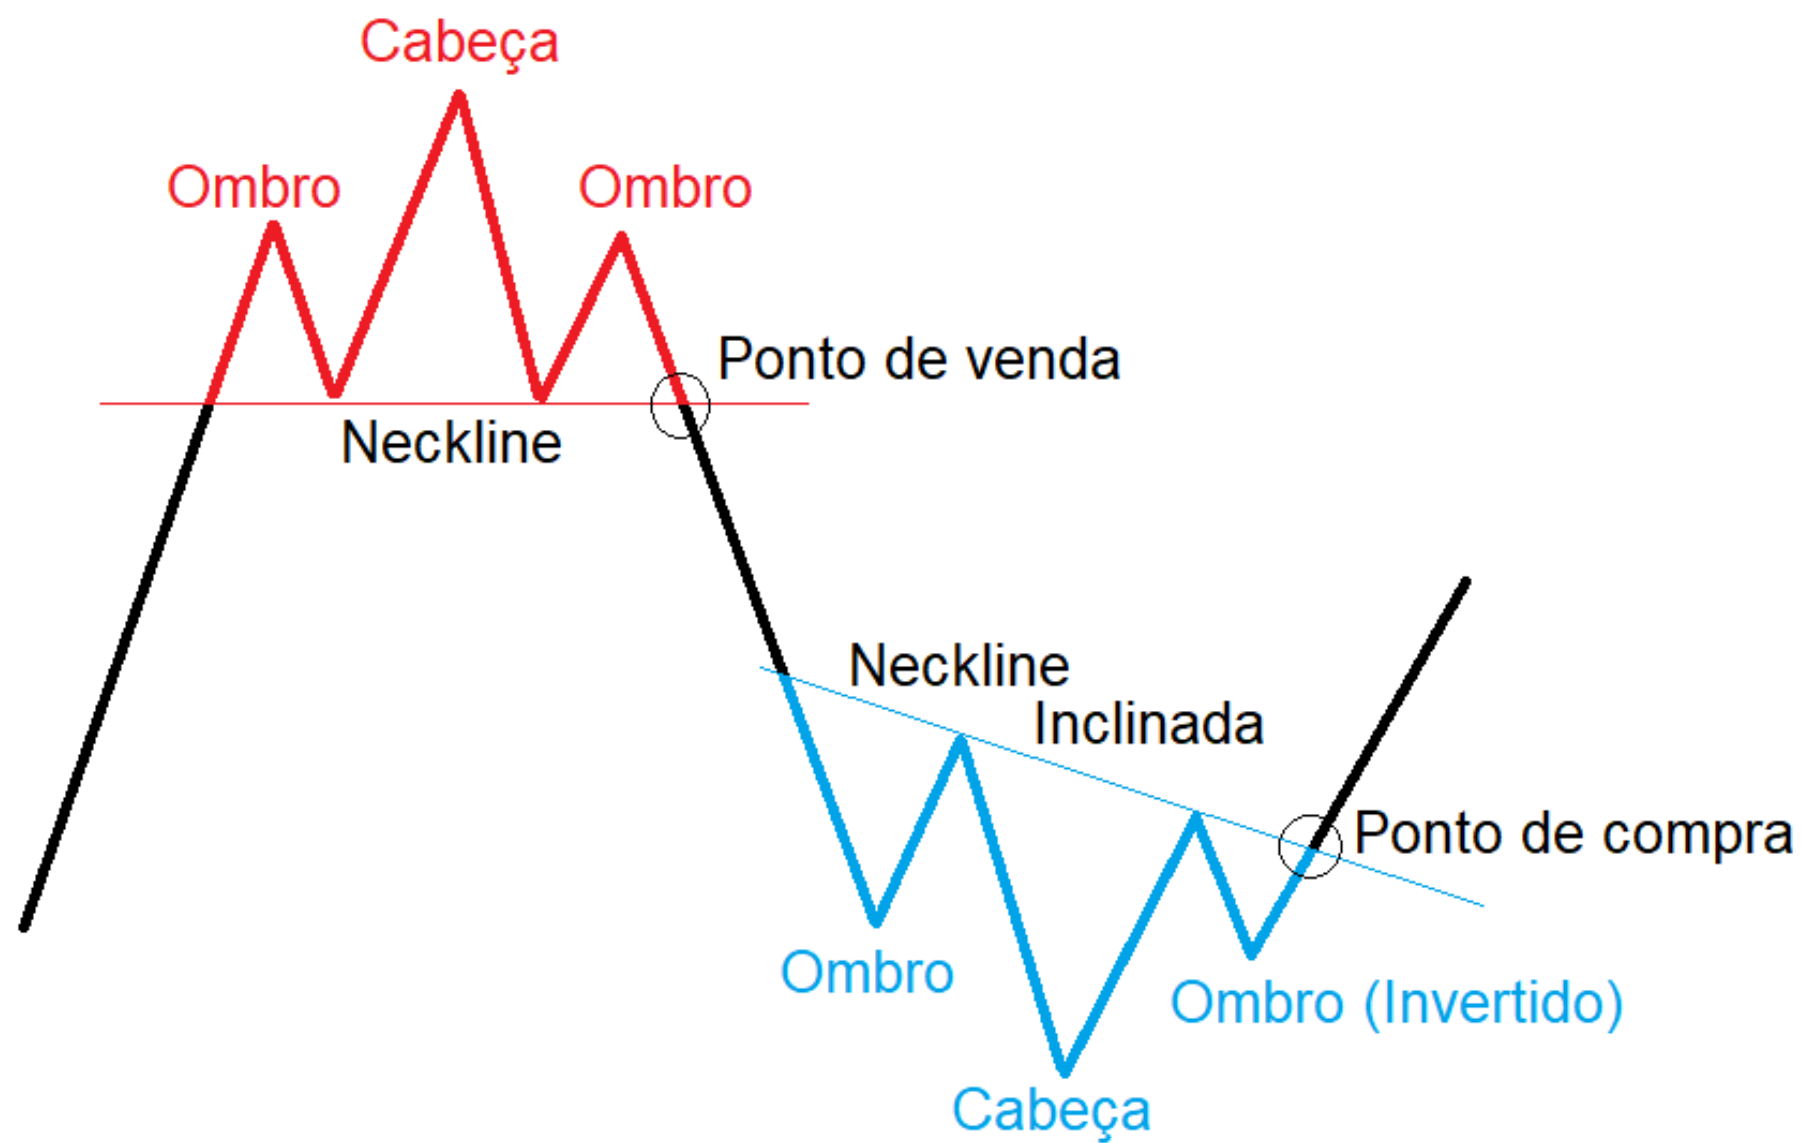 Cabeça
Ombro
Ombro
Ponto de venda
Neckline
Neckline
Inclinada
Ponto de compra
Ombro
Ombro (Invertido)
Cabeça